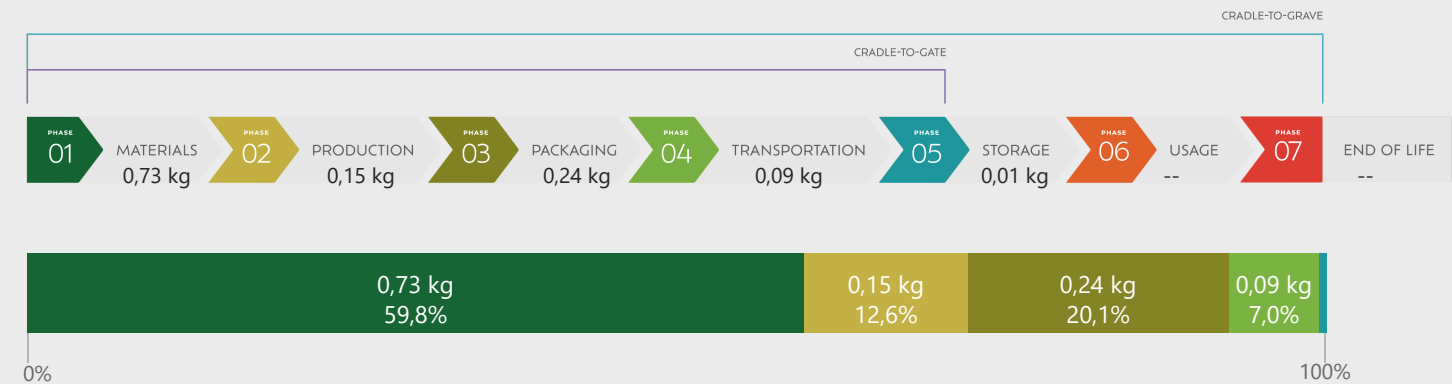 CRADLE-TO-GRAVE
CRADLE-TO-GATE
PHASE
01
MATERIALS
0,73 kg
PHASE
02
PRODUCTION
0,15 kg
PHASE
03
PACKAGING
0,24 kg
PHASE
04
TRANSPORTATION
0,09 kg
PHASE
05
STORAGE
0,01 kg
PHASE
06
USAGE
--
PHASE
07
END OF LIFE
--
0,73 kg
59,8%
0,15 kg
12,6%
0,24 kg
20,1%
0,09 kg
7,0%
0%
100%